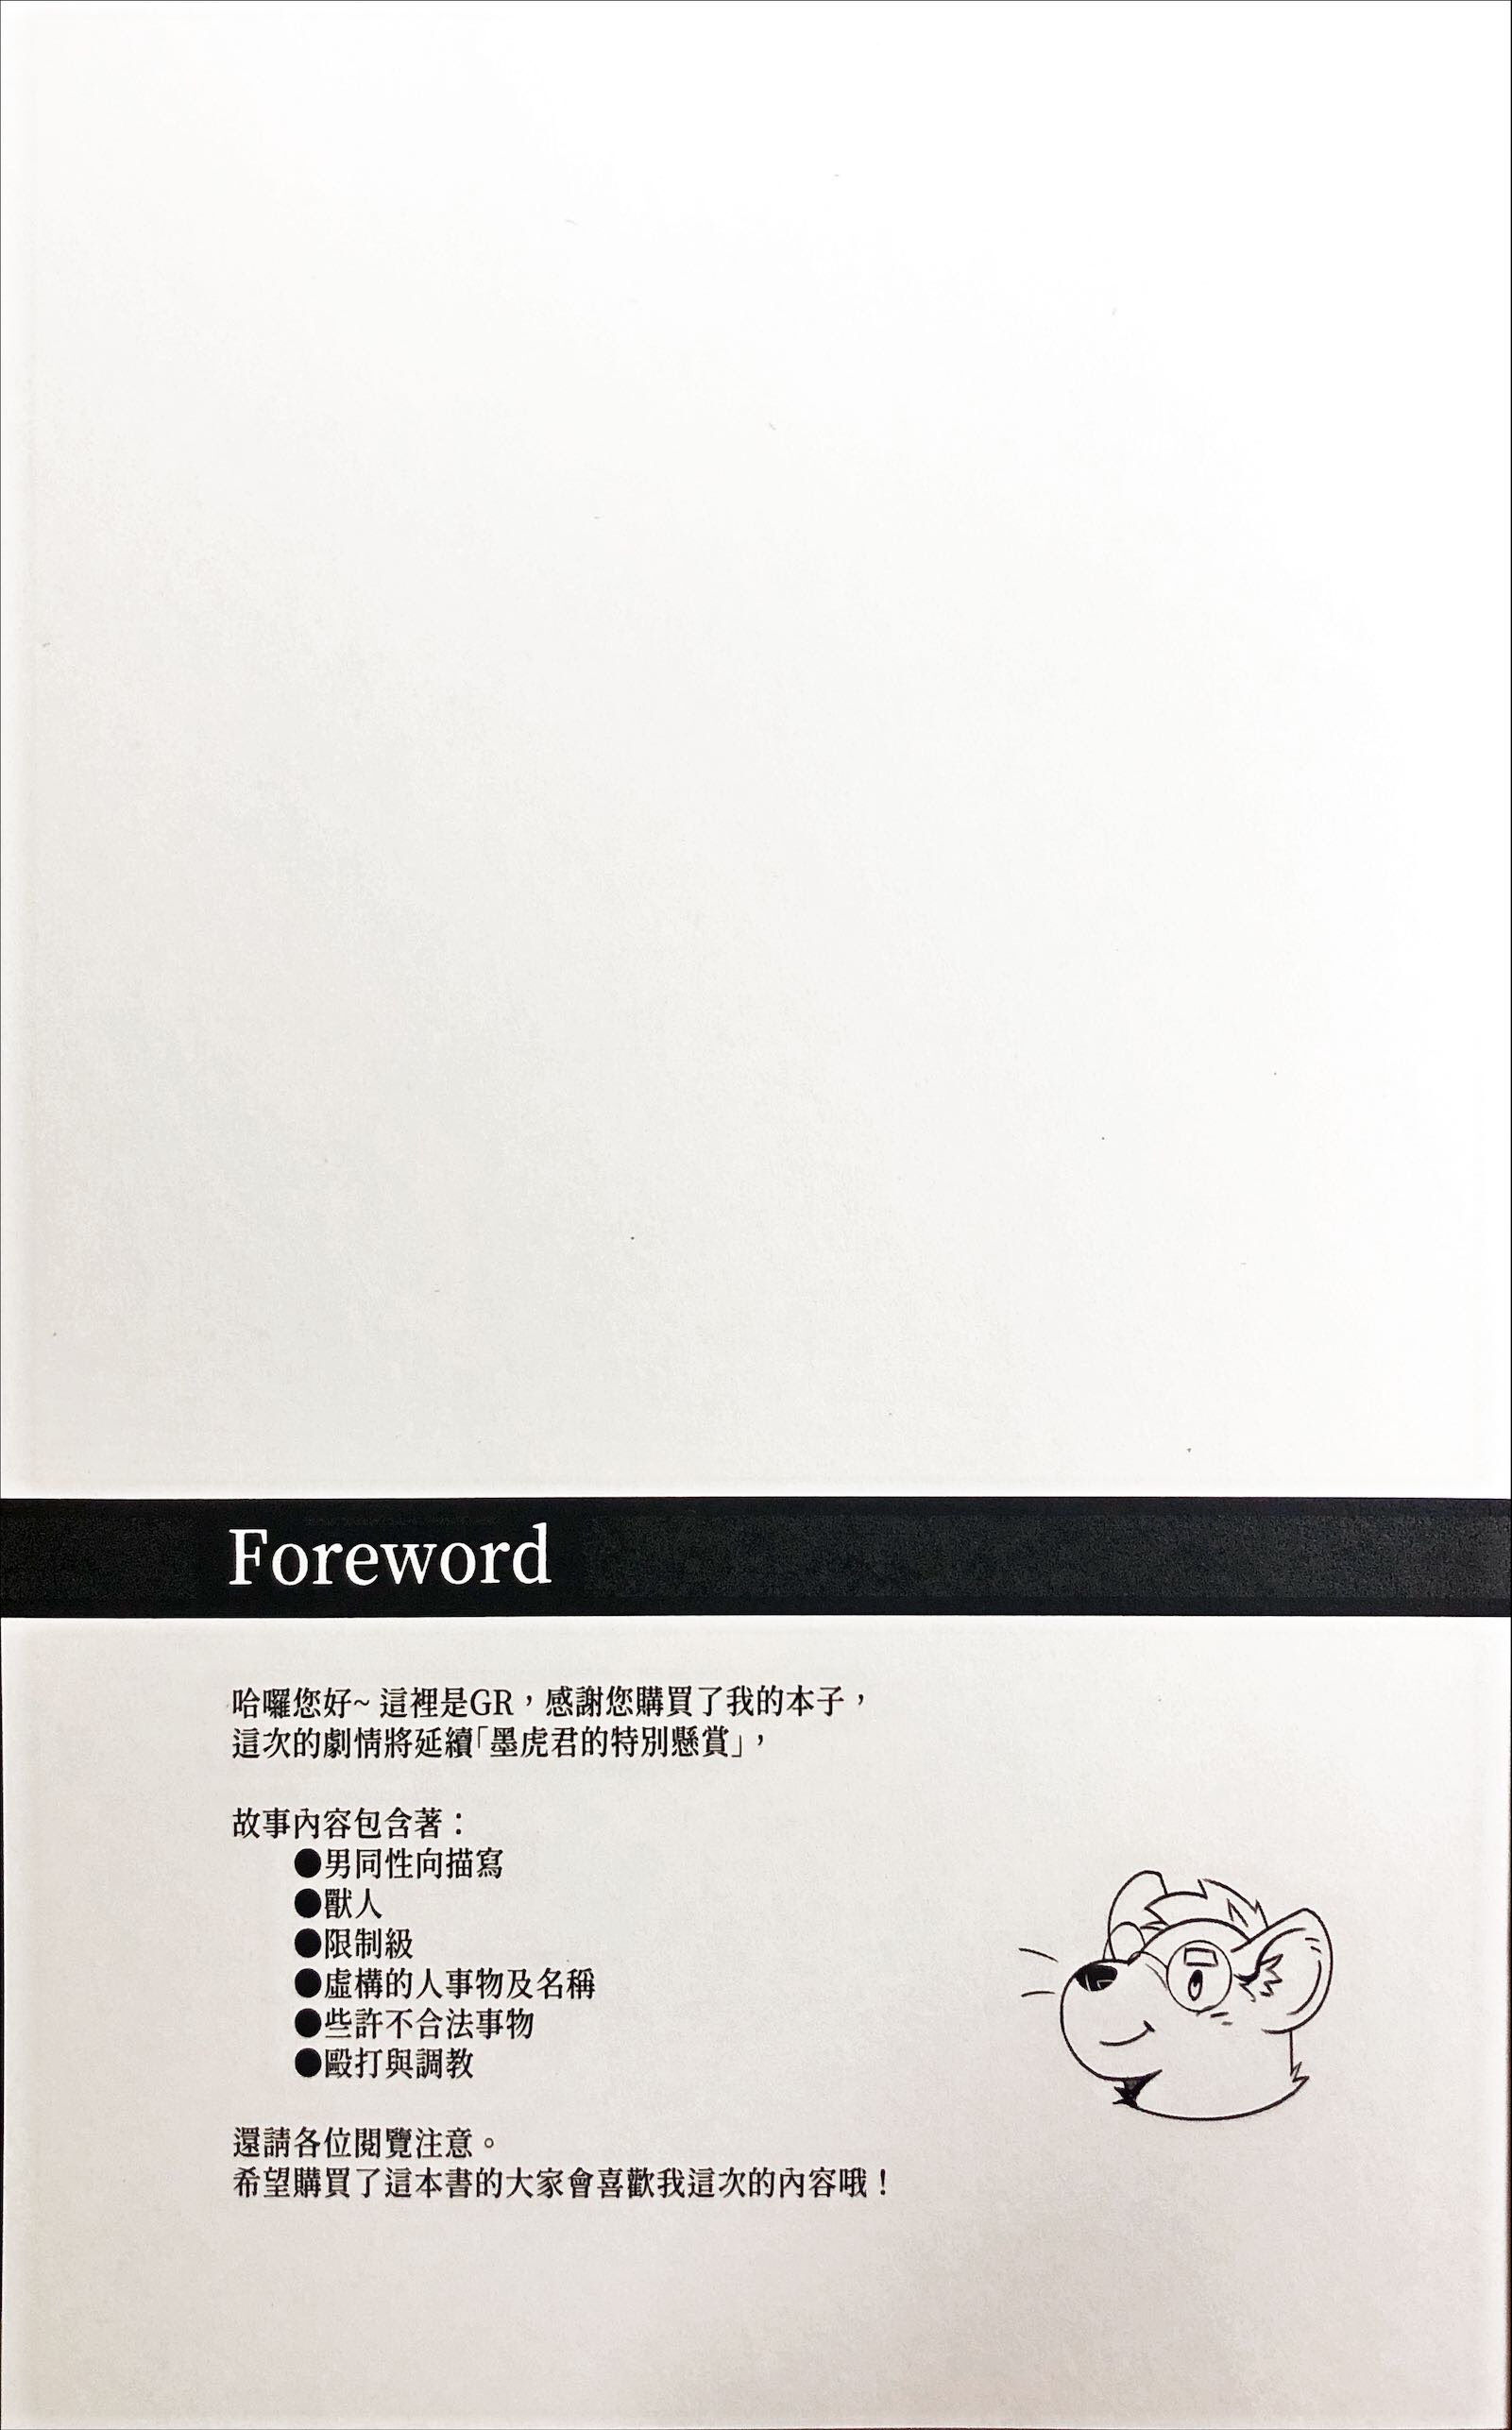 Foreword
哈囉您好~ 這裡是GR，感謝您購買了我的本子，
這次的劇情將延續「墨虎君的特別懸賞」，
故事內容包含著：
●男同性向描寫
●獸人
●限制級
●虛構的人事物及名稱
●些許不合法事物
●毆打與調教
還請各位閱覽注意。
希望購買了這本書的大家會喜歡我這次的內容哦！